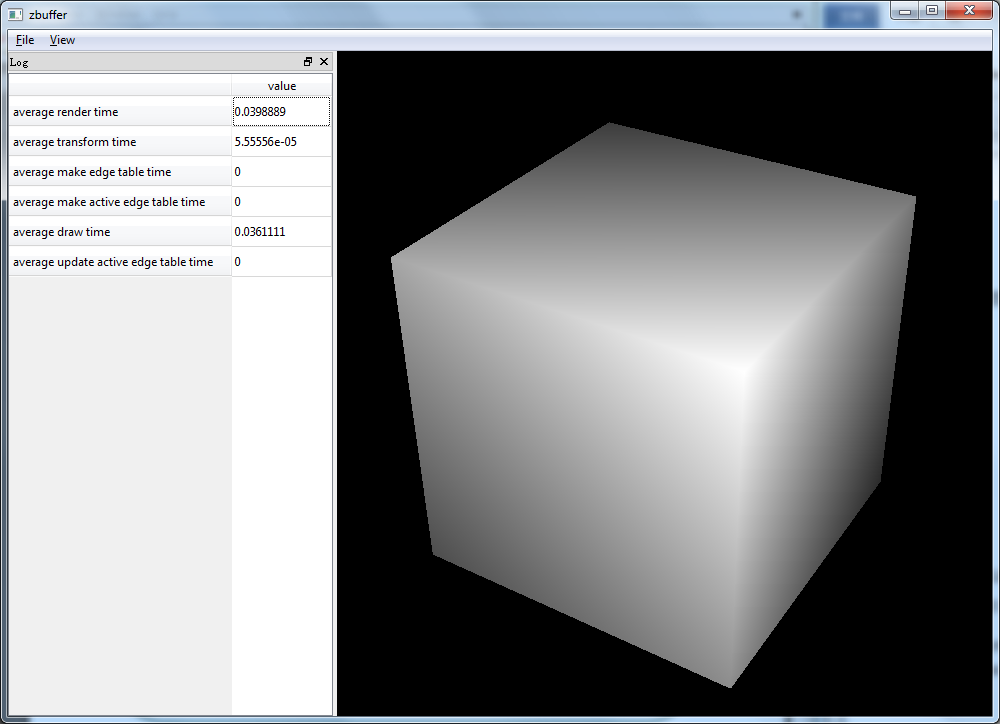 zbuffer
File View
Log
value
average render time 0.0398889
average transform time 5.55556e-05
average make edge table time 0
average make active edge table time 0
average draw time 0.0361111
average update active edge table time 0